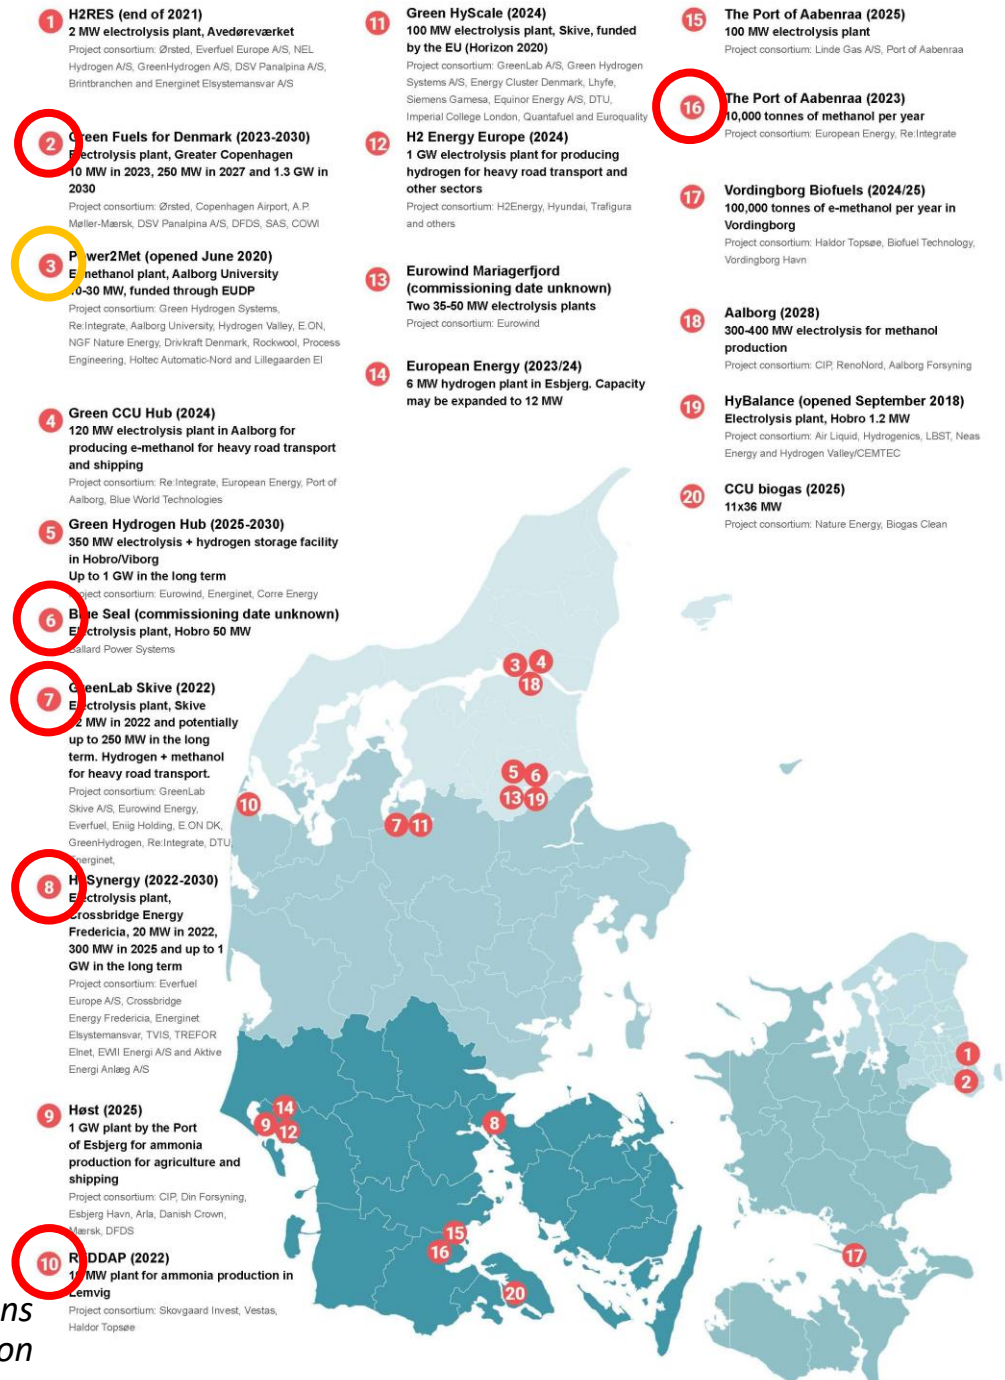 1
H2RES (end of 2021)
2 MW electrolysis plant, Avedøreværket
Project consortium: Ørsted, Everfuel Europe A/S, NEL
Hydrogen A/S, GreenHydrogen A/S, DSV Panalpina A/S,
Brintbranchen and Energinet Elsystemansvar A/S
2
Green Fuels for Denmark (2023-2030)
Electrolysis plant, Greater Copenhagen
10 MW in 2023, 250 MW in 2027 and 1.3 GW in
2030
Project consortium: Ørsted, Copenhagen Airport, A.P.
Møller-Mærsk, DSV Panalpina A/S, DFDS, SAS, COWI
3
Power2Met (opened June 2020)
E-methanol plant, Aalborg University
10-30 MW, funded through EUDP
Project consortium: Green Hydrogen Systems,
Re:Integrate, Aalborg University, Hydrogen Valley, E.ON,
NGF Nature Energy, Drivkraft Denmark, Rockwool, Process
Engineering, Holtec Automatic-Nord and Lillegaarden El
4
Green CCU Hub (2024)
120 MW electrolysis plant in Aalborg for
producing e-methanol for heavy road transport
and shipping
Project consortium: Re:Integrate, European Energy, Port of
Aalborg, Blue World Technologies
5
Green Hydrogen Hub (2025-2030)
350 MW electrolysis + hydrogen storage facility
in Hobro/Viborg
Up to 1 GW in the long term
Project consortium: Eurowind, Energinet, Corre Energy
6
Blue Seal (commissioning date unknown)
Electrolysis plant, Hobro 50 MW
Ballard Power Systems
7
GreenLab Skive (2022)
Electrolysis plant, Skive
2 MW in 2022 and potentially
up to 250 MW in the long
term. Hydrogen + methanol
for heavy road transport.
Project consortium: GreenLab
Skive A/S, Eurowind Energy,
Everfuel, Eniig Holding, E.ON DK,
GreenHydrogen, Re:Integrate, DTU,
Energinet,
8
HySynergy (2022-2030)
Electrolysis plant,
Crossbridge Energy
Fredericia, 20 MW in 2022,
300 MW in 2025 and up to 1
GW in the long term
Project consortium: Everfuel
Europe A/S, Crossbridge
Energy Fredericia, Energinet
Elsystemansvar, TVIS, TREFOR
Elnet, EWII Energi A/S and Aktive
Energi Anlæg A/S
9
Høst (2025)
1 GW plant by the Port
of Esbjerg for ammonia
production for agriculture and
shipping
Project consortium: CIP, Din Forsyning,
Esbjerg Havn, Arla, Danish Crown,
Mærsk, DFDS
10
REDDAP (2022)
MW plant for ammonia production in
Lemvig
Project consortium: Skovgaard Invest, Vestas,
Haldor Topsøe
ns
on
11
Green HyScale (2024)
100 MW electrolysis plant, Skive, funded
by the EU (Horizon 2020)
Project consortium: GreenLab A/S, Green Hydrogen
Systems A/S, Energy Cluster Denmark, Lhyfe,
Siemens Gamesa, Equinor Energy A/S, DTU,
Imperial College London, Quantafuel and Euroquality
12
H2 Energy Europe (2024)
1 GW electrolysis plant for producing
hydrogen for heavy road transport and
other sectors
Project consortium: H2Energy, Hyundai, Trafigura
and others
13
Eurowind Mariagerfjord
(commissioning date unknown)
Two 35-50 MW electrolysis plants
Project consortium: Eurowind
14
European Energy (2023/24)
6 MW hydrogen plant in Esbjerg. Capacity
may be expanded to 12 MW
15
The Port of Aabenraa (2025)
100 MW electrolysis plant
Project consortium: Linde Gas A/S, Port of Aabenraa
16
The Port of Aabenraa (2023)
10,000 tonnes of methanol per year
Project consortium: European Energy, Re:Integrate
17
Vordingborg Biofuels (2024/25)
100,000 tonnes of e-methanol per year in
Vordingborg
Project consortium: Haldor Topsøe, Biofuel Technology,
Vordingborg Havn
18
Aalborg (2028)
300-400 MW electrolysis for methanol
production
Project consortium: CIP, RenoNord, Aalborg Forsyning
19
HyBalance (opened September 2018)
Electrolysis plant, Hobro 1.2 MW
Project consortium: Air Liquid, Hydrogenics, LBST, Neas
Energy and Hydrogen Valley/CEMTEC
20
CCU biogas (2025)
11x36 MW
Project consortium: Nature Energy, Biogas Clean
3 4
18
5 6
13 19
10
7 11
14
9 12
8
15
16
20
1
2
17